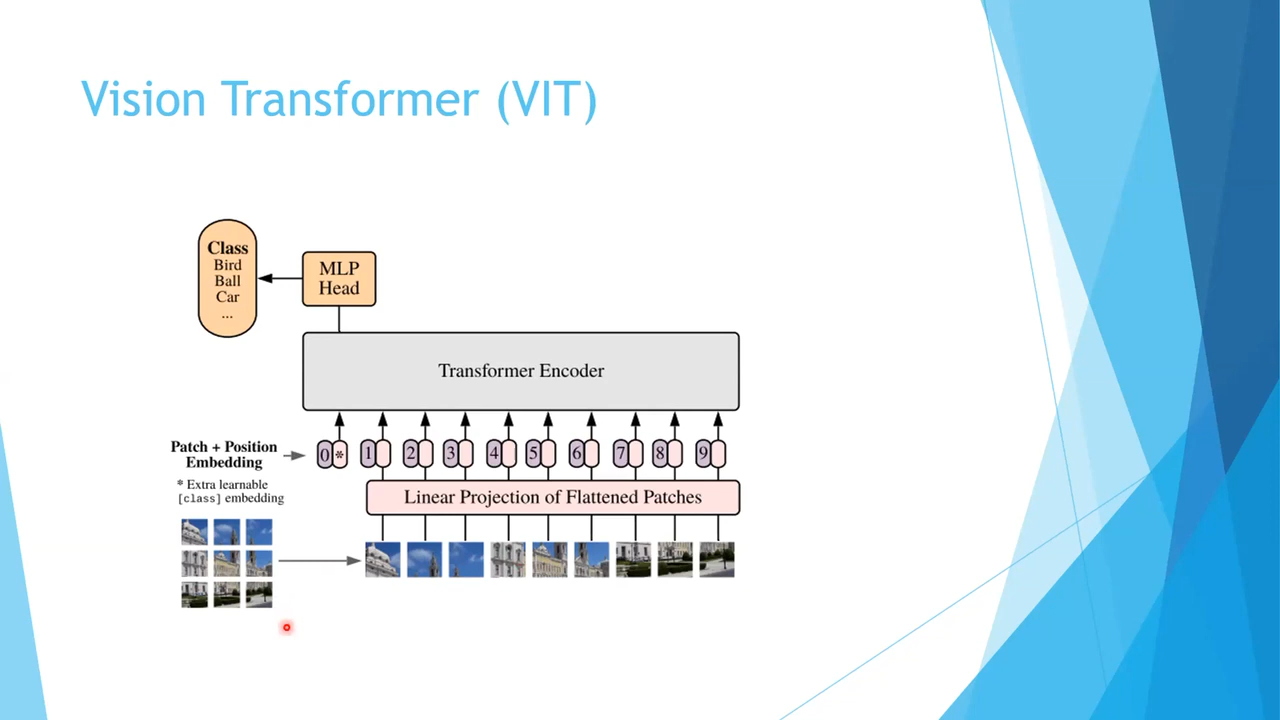 Vision Transformer (VIT)
Class
Bird
Ball
Car
...
MLP
Head
Transformer Encoder
Patch + Position
Embedding
0 * 1 2 3 4 5 6 7 8 9
* Extra learnable
[class] embedding
Linear Projection of Flattened Patches